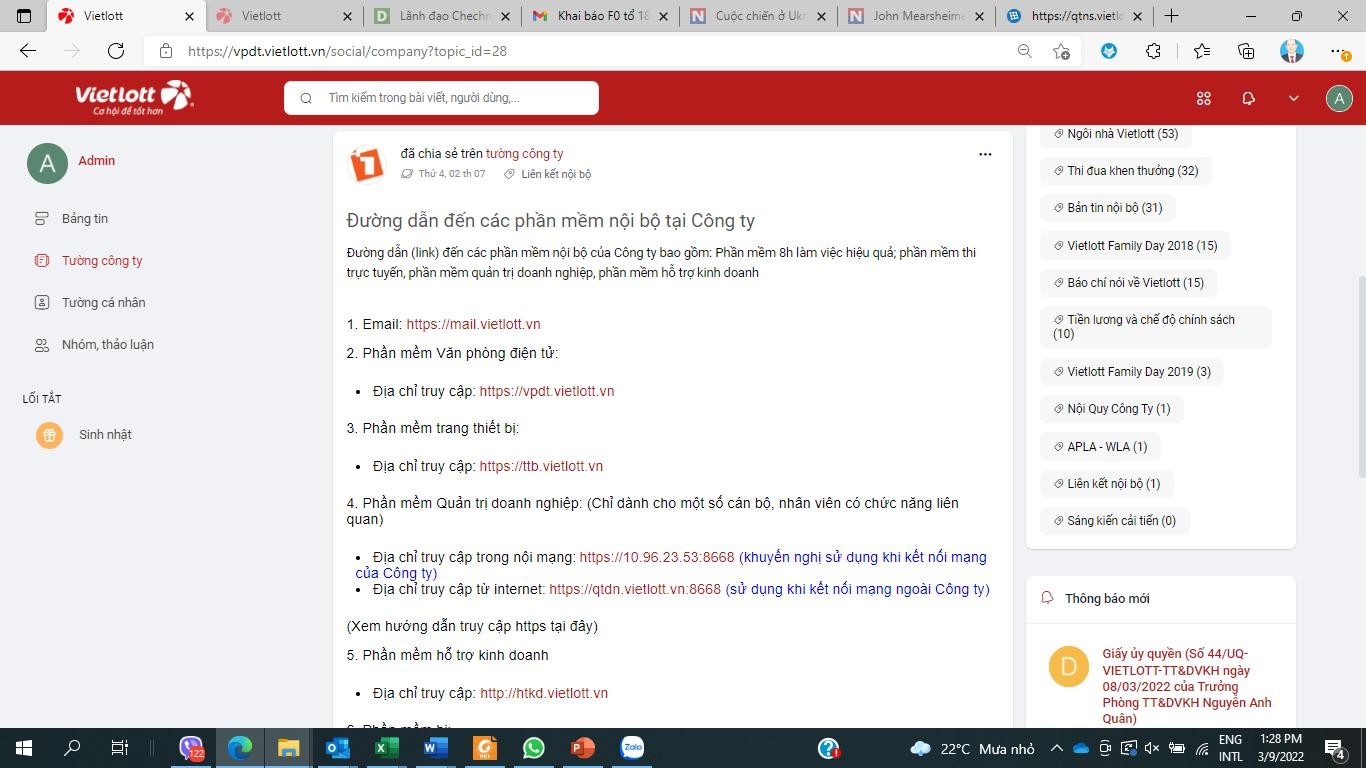 Vietlott
Vietlott
Lãnh đạo Chechn
Khai báo F0 tổ 18
Cuộc chiến ở Ukr
John Mearsheime
https://qtns.vietlo
https://vpdt.vietlott.vn/social/company?topic_id=28
Vietlott
Cơ hội để tốt hơn
Tìm kiếm trong bài viết, người dùng,...
A
A
Admin
Bảng tin
Tường công ty
Tường cá nhân
Nhóm, thảo luận
LỐI TẮT
Sinh nhật
đã chia sẻ trên tường công ty
Thứ 4, 02 th 07
Liên kết nội bộ
Đường dẫn đến các phần mềm nội bộ tại Công ty
Đường dẫn (link) đến các phần mềm nội bộ của Công ty bao gồm: Phần mềm 8h làm việc hiệu quả; phần mềm thi
trực tuyến, phần mềm quản trị doanh nghiệp, phần mềm hỗ trợ kinh doanh
1. Email: https://mail.vietlott.vn
2. Phần mềm Văn phòng điện tử:
• Địa chỉ truy cập: https://vpdt.vietlott.vn
3. Phần mềm trang thiết bị:
• Địa chỉ truy cập: https://ttb.vietlott.vn
4. Phần mềm Quản trị doanh nghiệp: (Chỉ dành cho một số cán bộ, nhân viên có chức năng liên
quan)
• Địa chỉ truy cập trong nội mạng: https://10.96.23.53:8668 (khuyến nghị sử dụng khi kết nối mạng
của Công ty)
• Địa chỉ truy cập từ internet: https://qtdn.vietlott.vn:8668 (sử dụng khi kết nối mạng ngoài Công ty)
(Xem hướng dẫn truy cập https tại đây)
5. Phần mềm hỗ trợ kinh doanh
• Địa chỉ truy cập: http://htkd.vietlott.vn
Ngôi nhà Vietlott (53)
Thi đua khen thưởng (32)
Bản tin nội bộ (31)
Vietlott Family Day 2018 (15)
Báo chí nói về Vietlott (15)
Tiền lương và chế độ chính sách
(10)
Vietlott Family Day 2019 (3)
Nội Quy Công Ty (1)
APLA - WLA (1)
Liên kết nội bộ (1)
Sáng kiến cải tiến (0)
Thông báo mới
D
Giấy ủy quyền (Số 44/UQ-
VIETLOTT-TT&DVKH ngày
08/03/2022 của Trưởng
Phòng TT&DVKH Nguyễn Anh
Quân)
122
Zalo
22°C Mưa nhỏ
ENG
INTL
1:28 PM
3/9/2022
4